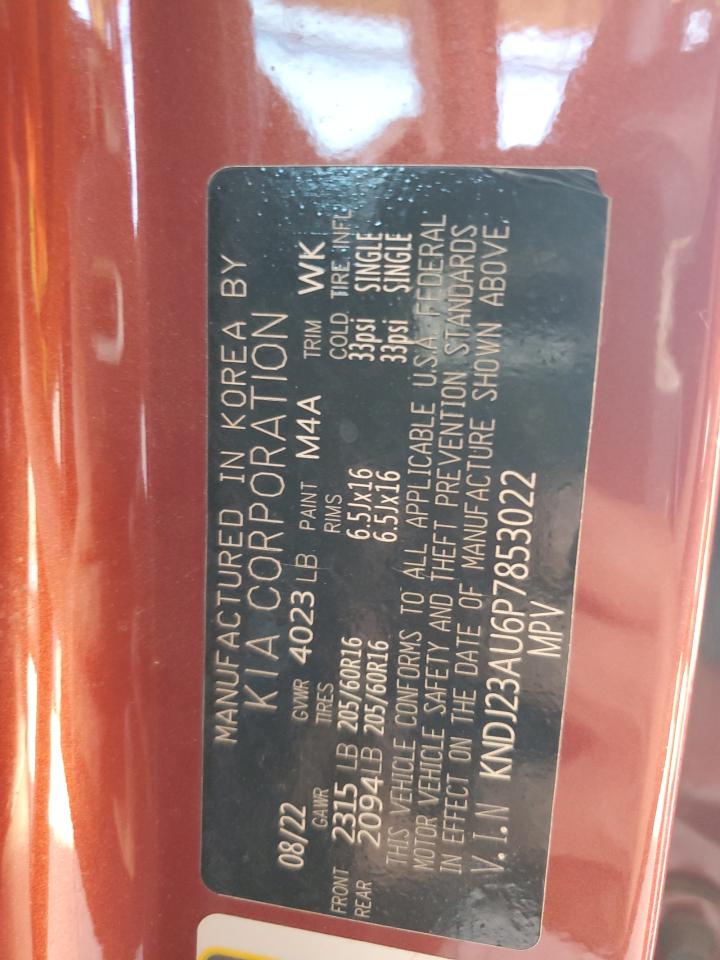 MANUFACTURED IN KOREA BY
KIA CORPORATION
08/22 GVWR 4023 LB PAINT M4A TRIM WK
GAWR TIRES RIMS COLD TIRE INFL
FRONT 2315 LB 205/60R16 6.5Jx16 33psi SINGLE
REAR 2094 LB 205/60R16 6.5Jx16 33psi SINGLE
THIS VEHICLE CONFORMS TO ALL APPLICABLE U.S.A FEDERAL
MOTOR VEHICLE SAFETY AND THEFT PREVENTION STANDARDS
IN EFFECT ON THE DATE OF MANUFACTURE SHOWN ABOVE.
V.I.N KNDJ23AU6P7853022
MPV